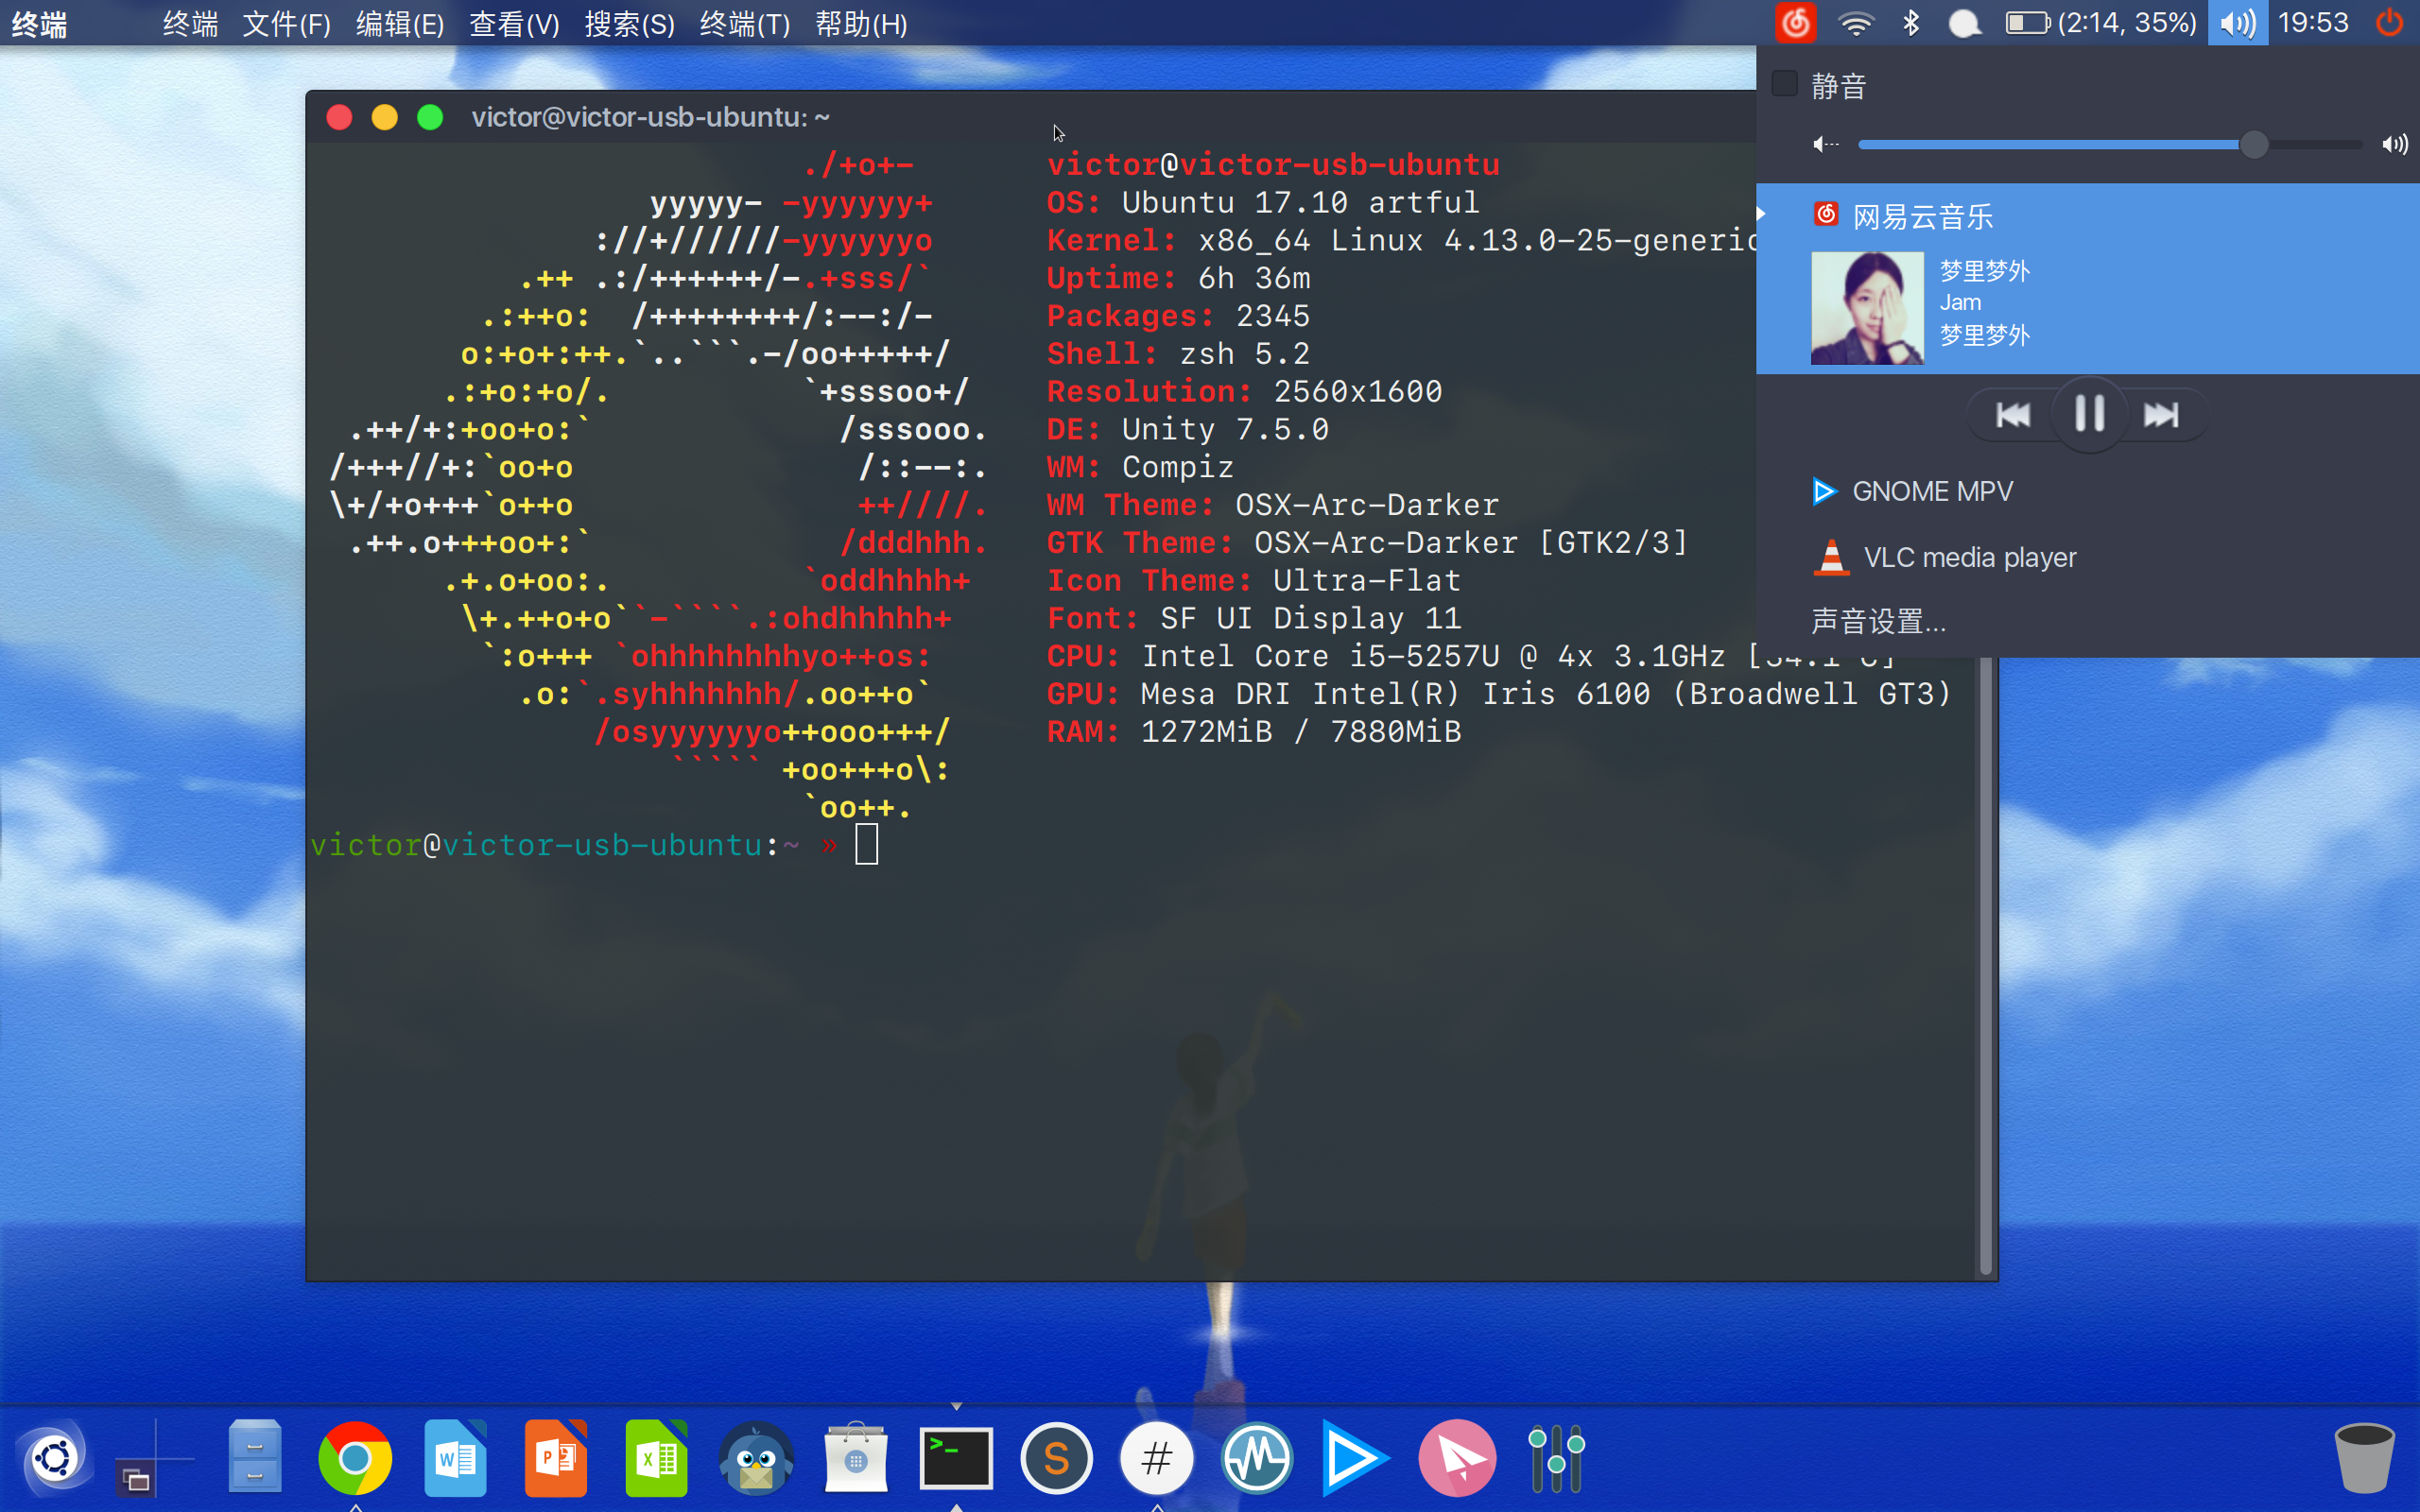 终端 终端 文件(F) 编辑(E) 查看(V) 搜索(S) 终端(T) 帮助(H) (2:14, 35%) 19:53
静音
网易云音乐
梦里梦外
Jam
梦里梦外
GNOME MPV
VLC media player
声音设置...
victor@victor-usb-ubuntu: ~
./+o+- victor@victor-usb-ubuntu
yyyyy- -yyyyyy+ OS: Ubuntu 17.10 artful
://+//////-yyyyyyo Kernel: x86_64 Linux 4.13.0-25-generic
.++ .:/++++++/-.+sss/` Uptime: 6h 36m
.:++o: /++++++++/:--:/- Packages: 2345
o:+o+:++.`..```.-/oo+++++/ Shell: zsh 5.2
.:+o:+o/. `+sssoo+/ Resolution: 2560x1600
.++/+:+oo+o:` /sssooo. DE: Unity 7.5.0
/+++//+:`oo+o /::--:. WM: Compiz
\+/+o+++`o++o ++////. WM Theme: OSX-Arc-Darker
.++.o+++oo+:` /dddhhh. GTK Theme: OSX-Arc-Darker [GTK2/3]
.+.o+oo:. `oddhhhh+ Icon Theme: Ultra-Flat
\+.++o+o``-````.:ohdhhhhh+ Font: SF UI Display 11
`:o+++ `ohhhhhhhhyo++os: CPU: Intel Core i5-5257U @ 4x 3.1GHz
.o:`.syhhhhhhh/.oo++o` GPU: Mesa DRI Intel(R) Iris 6100 (Broadwell GT3)
/osyyyyyyo++ooo+++/ RAM: 1272MiB / 7880MiB
````` +oo+++o\:
`oo++.
victor@victor-usb-ubuntu:~ »
W P X >_ S #